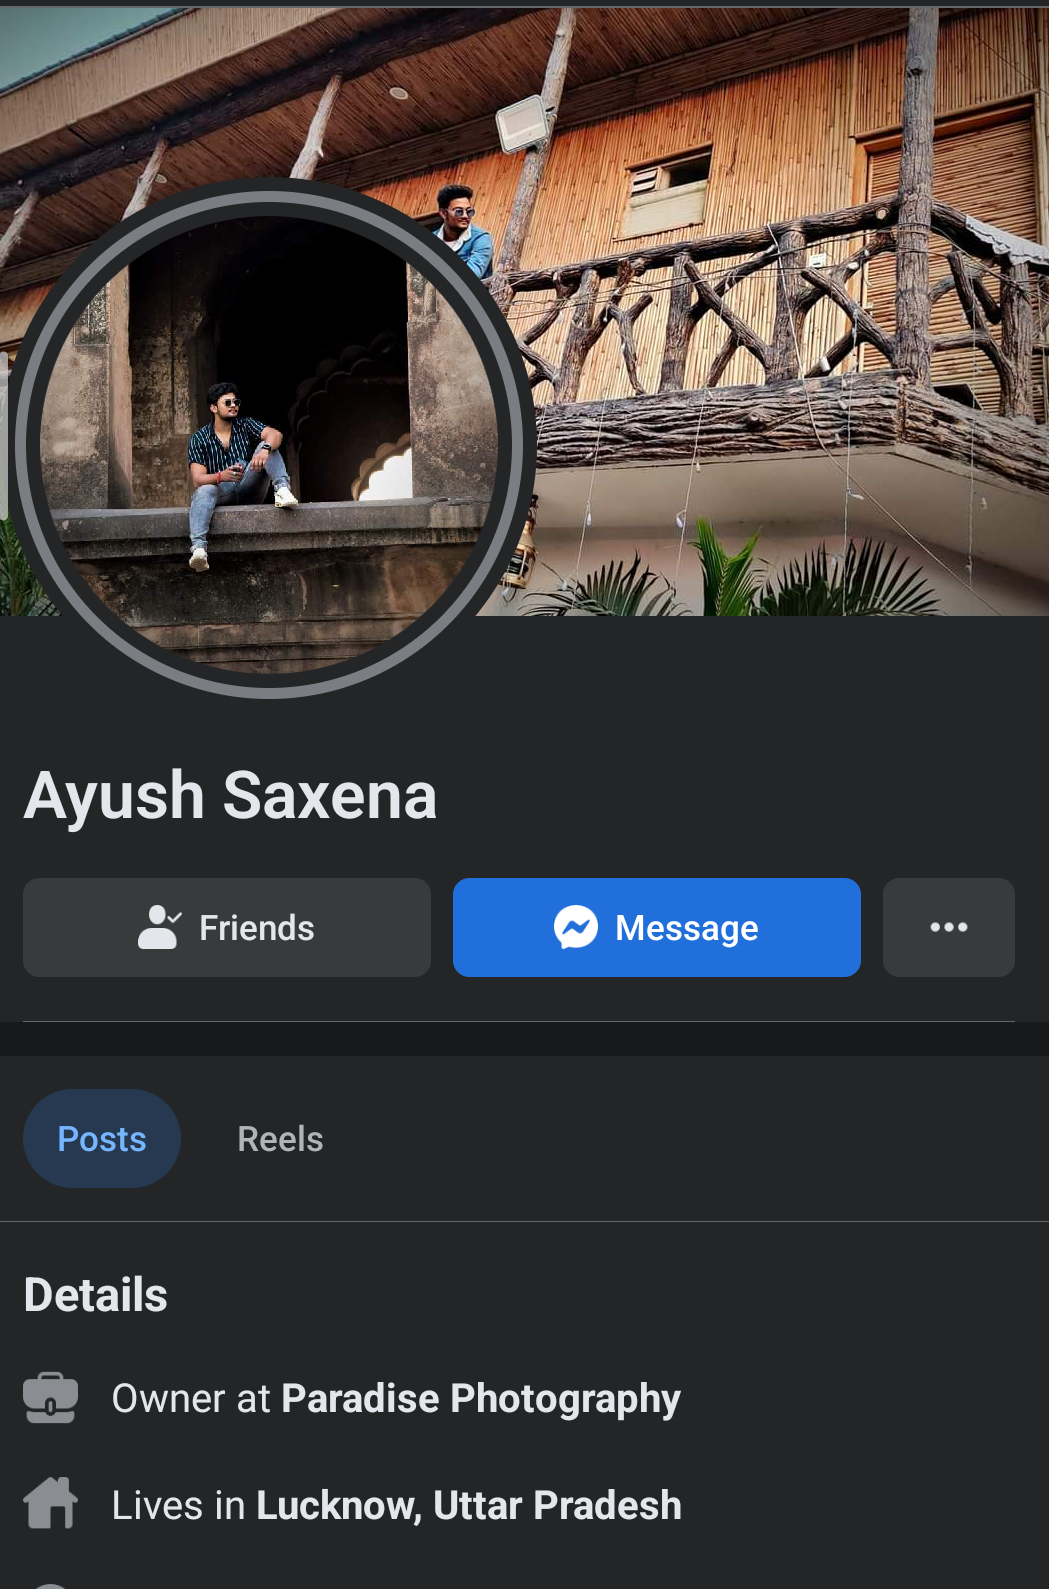 Ayush Saxena
Friends
Message
Posts
Reels
Details
Owner at Paradise Photography
Lives in Lucknow, Uttar Pradesh